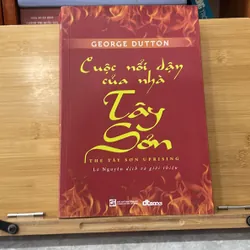 GEORGE DUTTON
Cuộc nổi dậy
của nhà
Tây
Sơn
THE TÂY SƠN UPRISING
Lê Nguyễn dịch và giới thiệu